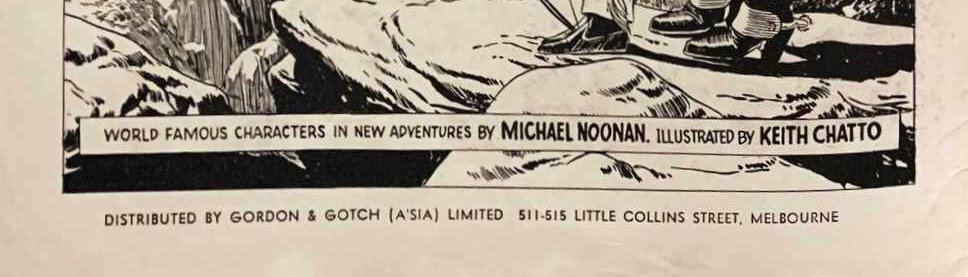 WORLD FAMOUS CHARACTERS IN NEW ADVENTURES BY MICHAEL NOONAN. ILLUSTRATED BY KEITH CHATTO
DISTRIBUTED BY GORDON & GOTCH (A'SIA) LIMITED 511-515 LITTLE COLLINS STREET, MELBOURNE